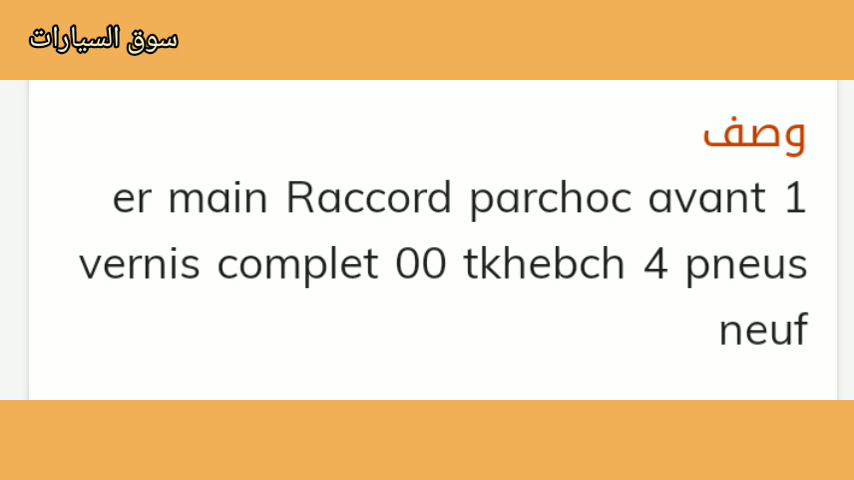 سوق السيارات
وصف
er main Raccord parchoc avant 1
vernis complet 00 tkhebch 4 pneus
neuf